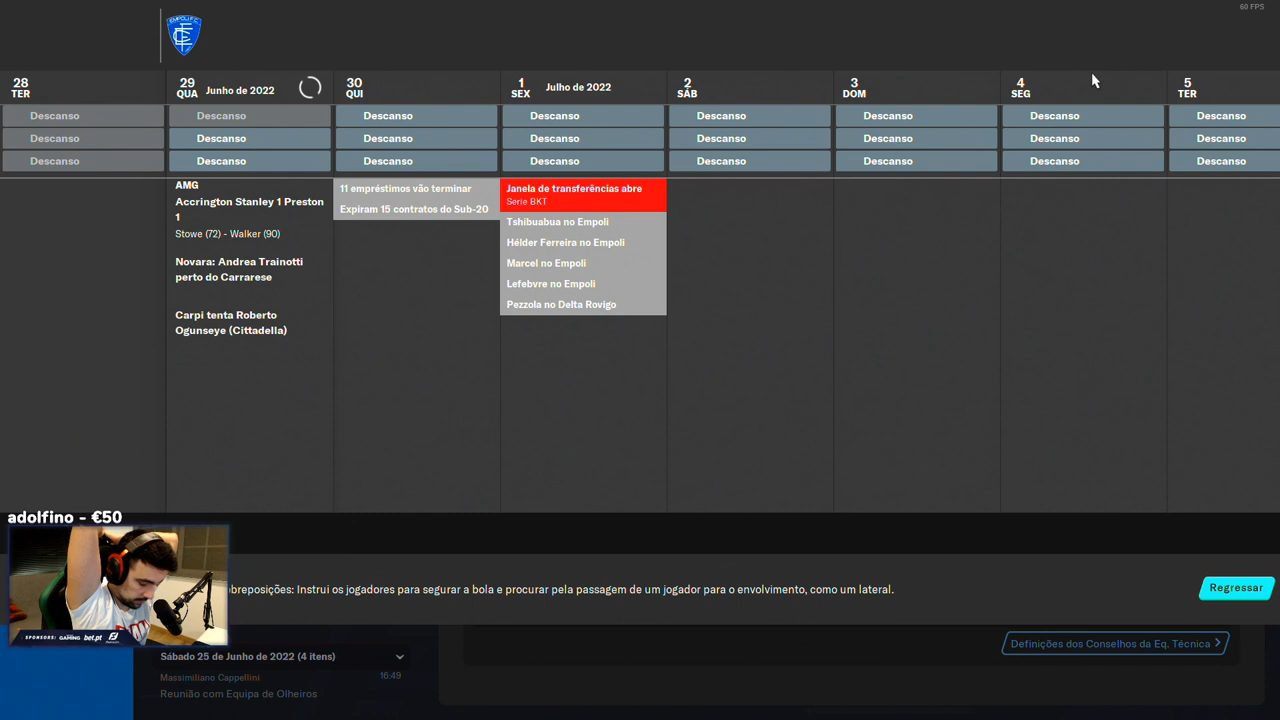 60 FPS
EMPOLI F.C.
28
TER
29
QUA
Junho de 2022
30
QUI
1
SEX
Julho de 2022
2
SÁB
3
DOM
4
SEG
5
TER
Descanso Descanso Descanso Descanso Descanso Descanso Descanso Descanso
Descanso Descanso Descanso Descanso Descanso Descanso Descanso Descanso
Descanso Descanso Descanso Descanso Descanso Descanso Descanso Descanso
AMG
Accrington Stanley 1 Preston
1
Stowe (72) - Walker (90)
Novara: Andrea Trainotti
perto do Carrarese
Carpi tenta Roberto
Ogunseye (Cittadella)
11 empréstimos vão terminar
Expiram 15 contratos do Sub-20
Janela de transferências abre
Serie BKT
Tshibuabua no Empoli
Hélder Ferreira no Empoli
Marcel no Empoli
Lefebvre no Empoli
Pezzola no Delta Rovigo
adolfino - €50
breposições: Instrui os jogadores para segurar a bola e procurar pela passagem de um jogador para o envolvimento, como um lateral.
Regressar
SPONSORS: GAMING bet.pt
Definições dos Conselhos da Eq. Técnica
Sábado 25 de Junho de 2022 (4 itens)
Massimiliano Cappellini
16:49
Reunião com Equipa de Olheiros